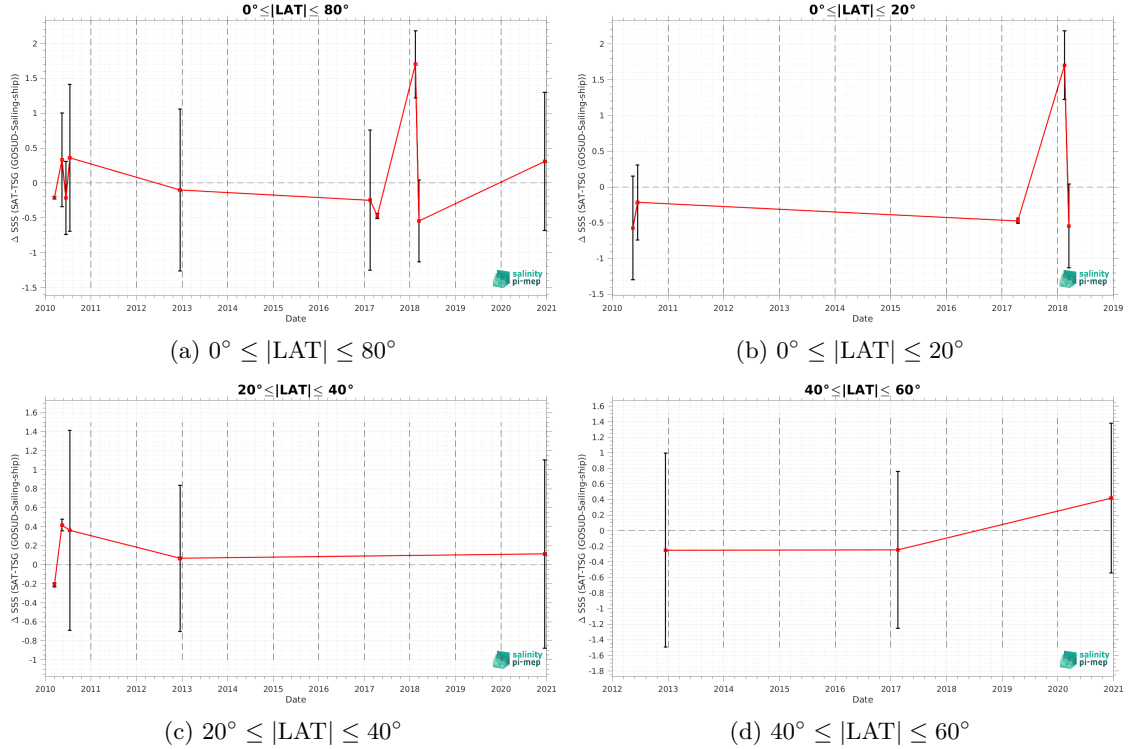 0°≤|LAT|≤ 80°
Δ SSS (SAT-TSG (GOSUD-Sailing-ship))
2
1.5
1
0.5
0
-0.5
-1
-1.5
2010 2011 2012 2013 2014 2015 2016 2017 2018 2019 2020 2021
Date
salinity
pi-mep
(a) 0° ≤ |LAT| ≤ 80°
0°≤|LAT|≤ 20°
Δ SSS (SAT-TSG (GOSUD-Sailing-ship))
2
1.5
1
0.5
0
-0.5
-1
-1.5
2010 2011 2012 2013 2014 2015 2016 2017 2018 2019
Date
salinity
pi-mep
(b) 0° ≤ |LAT| ≤ 20°
20°≤|LAT|≤ 40°
Δ SSS (SAT-TSG (GOSUD-Sailing-ship))
1.6
1.4
1.2
1
0.8
0.6
0.4
0.2
0
-0.2
-0.4
-0.6
-0.8
-1
2010 2011 2012 2013 2014 2015 2016 2017 2018 2019 2020 2021
Date
salinity
pi-mep
(c) 20° ≤ |LAT| ≤ 40°
40°≤|LAT|≤ 60°
Δ SSS (SAT-TSG (GOSUD-Sailing-ship))
1.6
1.4
1.2
1
0.8
0.6
0.4
0.2
0
-0.2
-0.4
-0.6
-0.8
-1
-1.2
-1.4
-1.6
-1.8
2012 2013 2014 2015 2016 2017 2018 2019 2020 2021
Date
salinity
pi-mep
(d) 40° ≤ |LAT| ≤ 60°